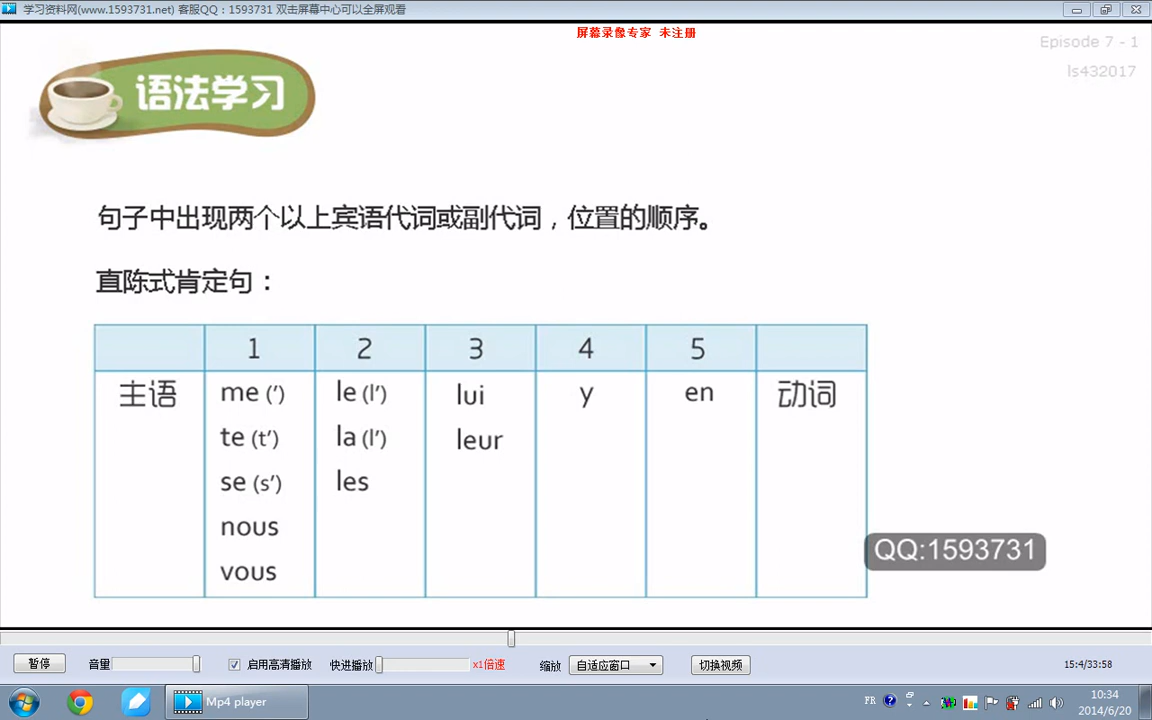 学习资料网(www.1593731.net) 客服QQ：1593731 双击屏幕中心可以全屏观看
屏幕录像专家 未注册
Episode 7 - 1
ls432017
语法学习
句子中出现两个以上宾语代词或副代词，位置的顺序。
直陈式肯定句：
1 2 3 4 5
主语 me (’) le (l’) lui y en 动词
te (t’) la (l’) leur
se (s’) les
nous
vous
QQ:1593731
暂停 音量 启用高清播放 快进播放 x1倍速 缩放 自适应窗口 切换视频 15:4/33:58
Mp4 player FR 10:34
2014/6/20